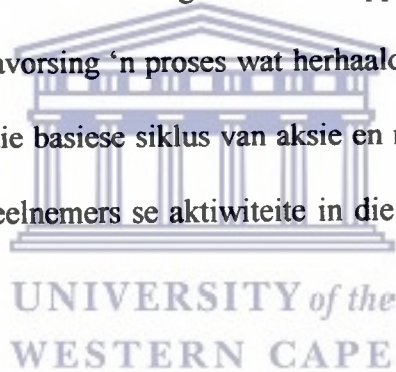 avorsing 'n proses wat herhaald
ie basiese siklus van aksie en
eelnemers se aktiwiteite in die
UNIVERSITY of the
WESTERN CAPE